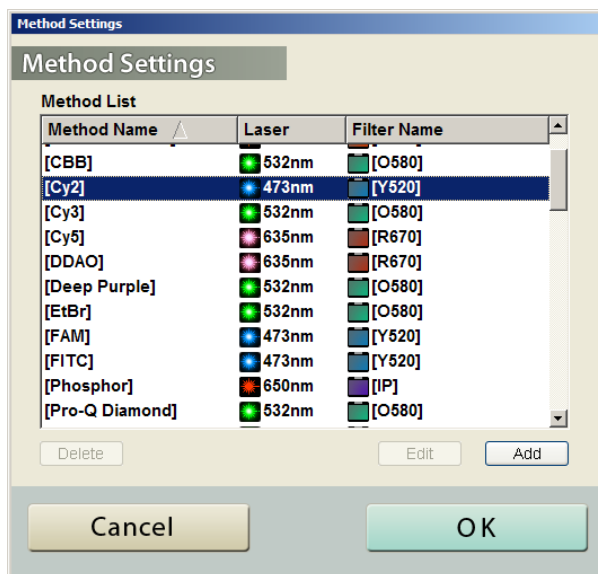 Method Settings
Method Settings
Method List
Method Name Laser Filter Name
[CBB] 532nm [O580]
[Cy2] 473nm [Y520]
[Cy3] 532nm [O580]
[Cy5] 635nm [R670]
[DDAO] 635nm [R670]
[Deep Purple] 532nm [O580]
[EtBr] 532nm [O580]
[FAM] 473nm [Y520]
[FITC] 473nm [Y520]
[Phosphor] 650nm [IP]
[Pro-Q Diamond] 532nm [O580]
Delete Edit Add
Cancel OK